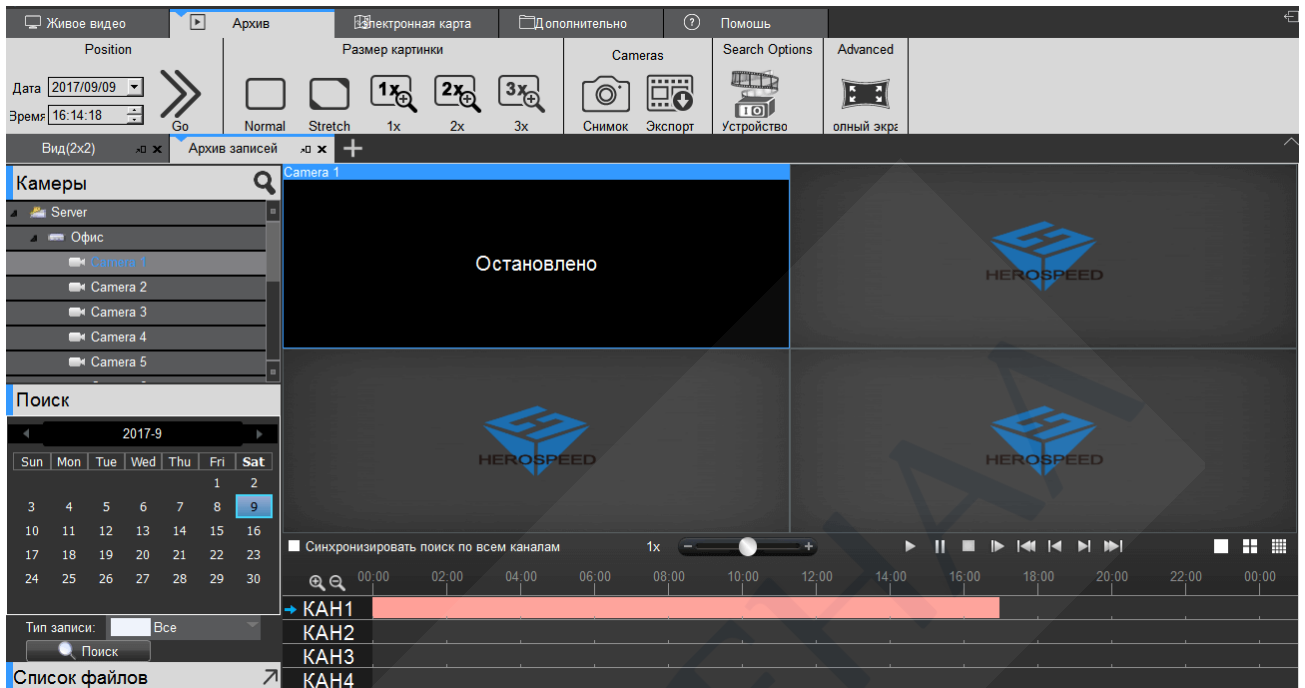 Живое видео Архив Электронная карта Дополнительно Помошь
Position Размер картинки Cameras Search Options Advanced
Дата 2017/09/09
Время 16:14:18
Go Normal Stretch 1x 2x 3x Снимок Экспорт Устройство олный экра
Вид(2x2) Архив записей
Камеры
Camera 1
Server
Офис
Camera 1
Camera 2
Camera 3
Camera 4
Camera 5
Остановлено
HEROSPEED
HEROSPEED
HEROSPEED
Поиск
2017-9
Sun Mon Tue Wed Thu Fri Sat
1 2
3 4 5 6 7 8 9
10 11 12 13 14 15 16
17 18 19 20 21 22 23
24 25 26 27 28 29 30
Тип записи: Все
Поиск
Список файлов
Синхронизировать поиск по всем каналам 1x
00:00 02:00 04:00 06:00 08:00 10:00 12:00 14:00 16:00 18:00 20:00 22:00 00:00
КАН1
КАН2
КАН3
КАН4